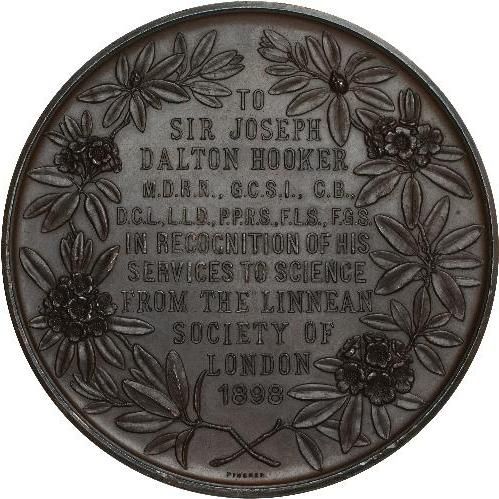 TO
SIR JOSEPH
DALTON HOOKER
M.D.R.N., G.C.S.I., C.B.,
D.C.L., L.L.D., P.P.R.S., F.L.S., F.G.S.
IN RECOGNITION OF HIS
SERVICES TO SCIENCE
FROM THE LINNEAN
SOCIETY OF
LONDON
1898
PINCHES